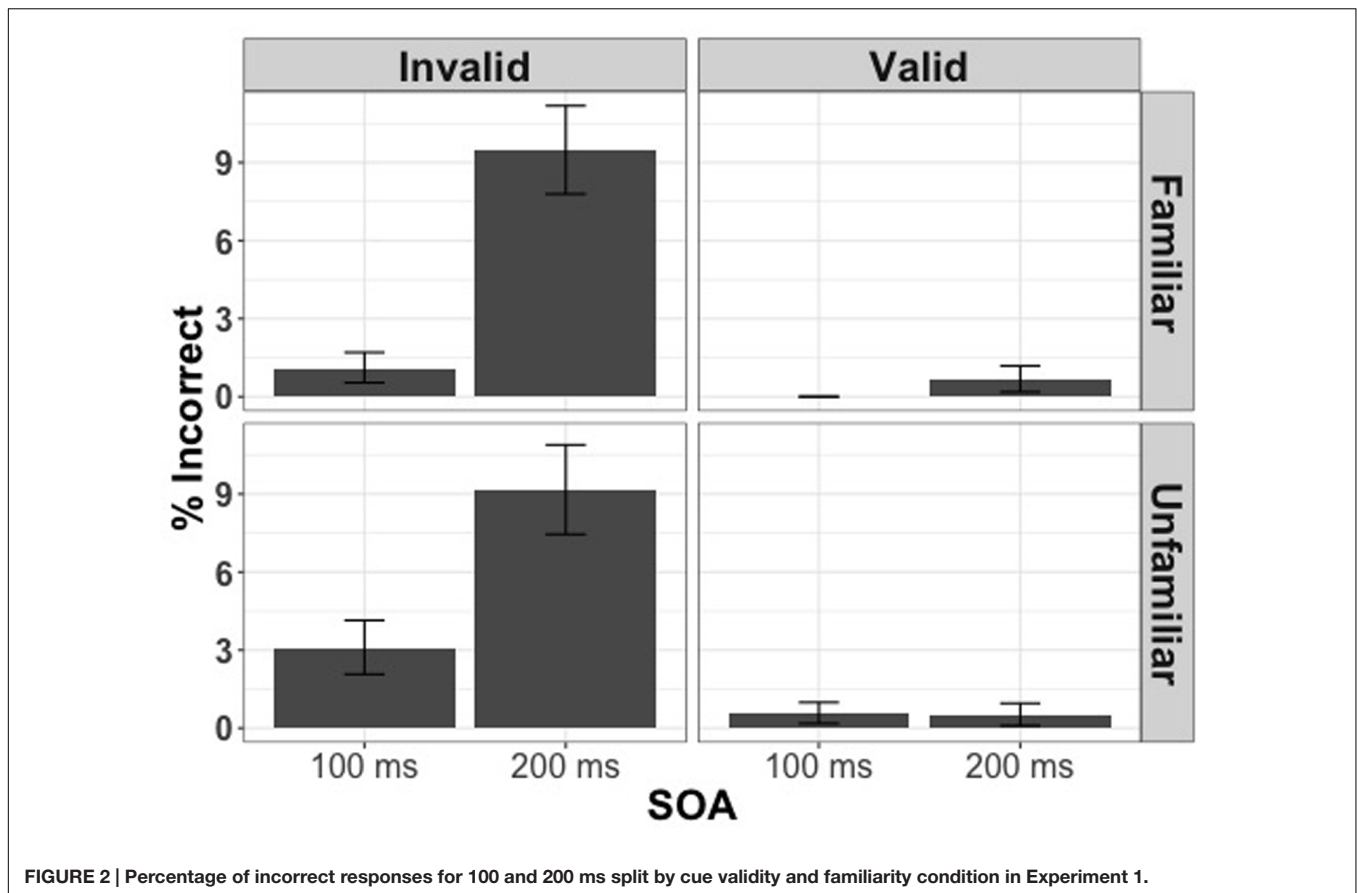 Invalid Valid
9
6
3
0
Familiar
% Incorrect
9
6
3
0
Unfamiliar
100 ms 200 ms 100 ms 200 ms
SOA
FIGURE 2 | Percentage of incorrect responses for 100 and 200 ms split by cue validity and familiarity condition in Experiment 1.